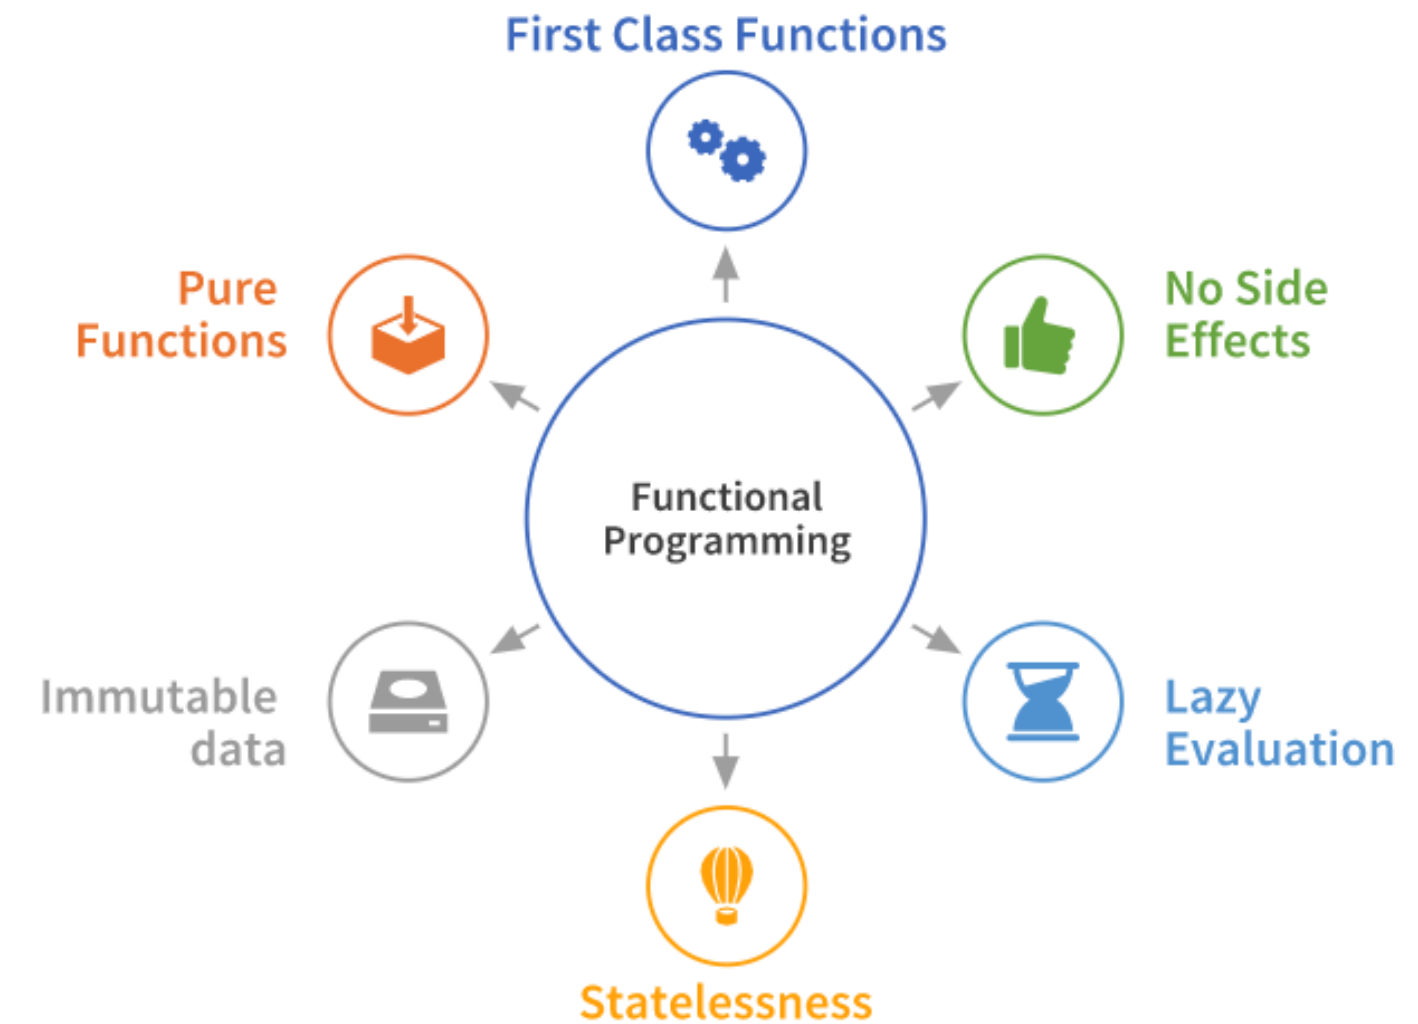 First Class Functions
Pure
Functions
No Side
Effects
Functional
Programming
Immutable
data
Lazy
Evaluation
Statelessness